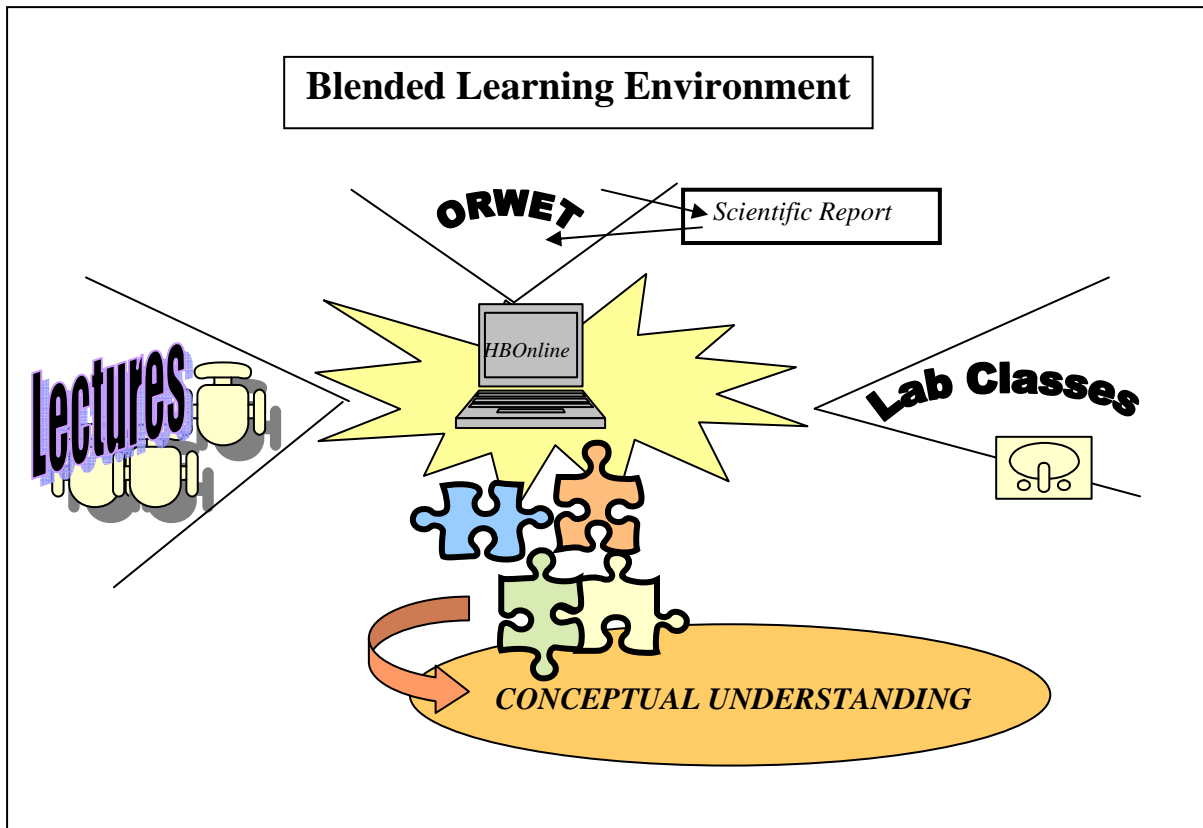 Blended Learning Environment
ORWET
Scientific Report
HBOnline
Lectures
Lab Classes
CONCEPTUAL UNDERSTANDING